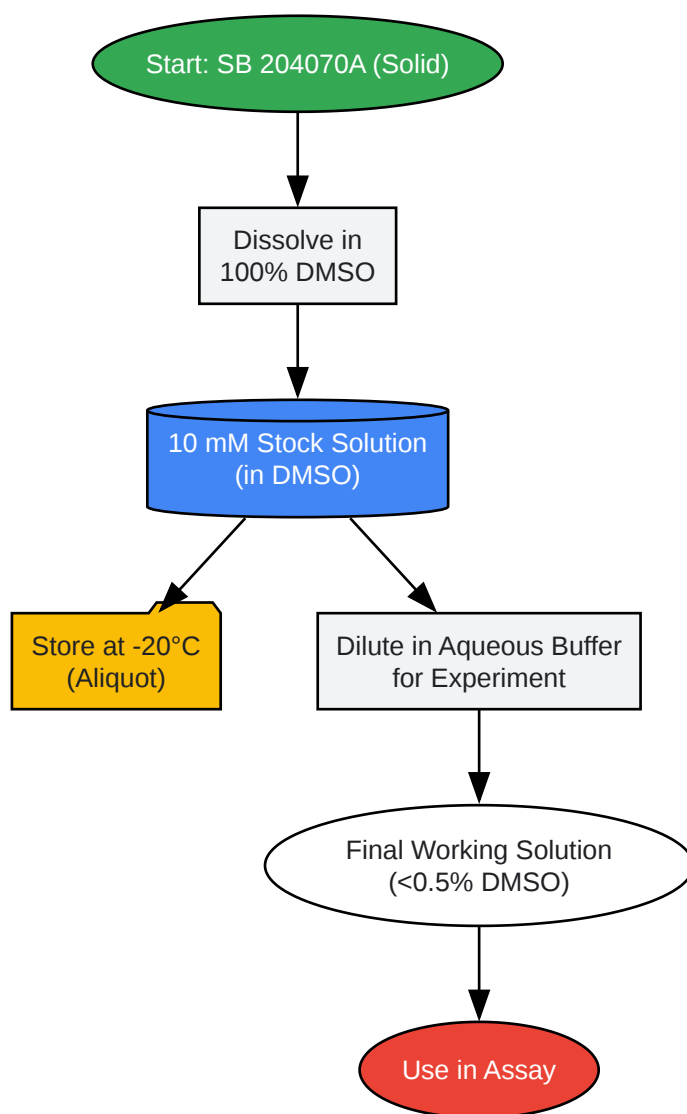 Start: SB 204070A (Solid)
Dissolve in
100% DMSO
10 mM Stock Solution
(in DMSO)
Store at -20°C
(Aliquot)
Dilute in Aqueous Buffer
for Experiment
Final Working Solution
(<0.5% DMSO)
Use in Assay